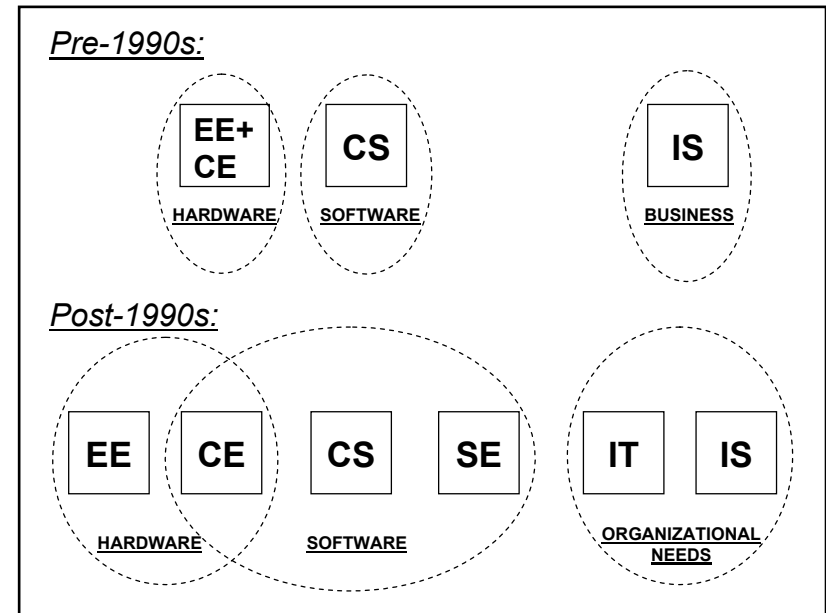 Pre-1990s:
EE+
CE
CS
IS
HARDWARE
SOFTWARE
BUSINESS
Post-1990s:
EE
CE
CS
SE
IT
IS
HARDWARE
SOFTWARE
ORGANIZATIONAL
NEEDS